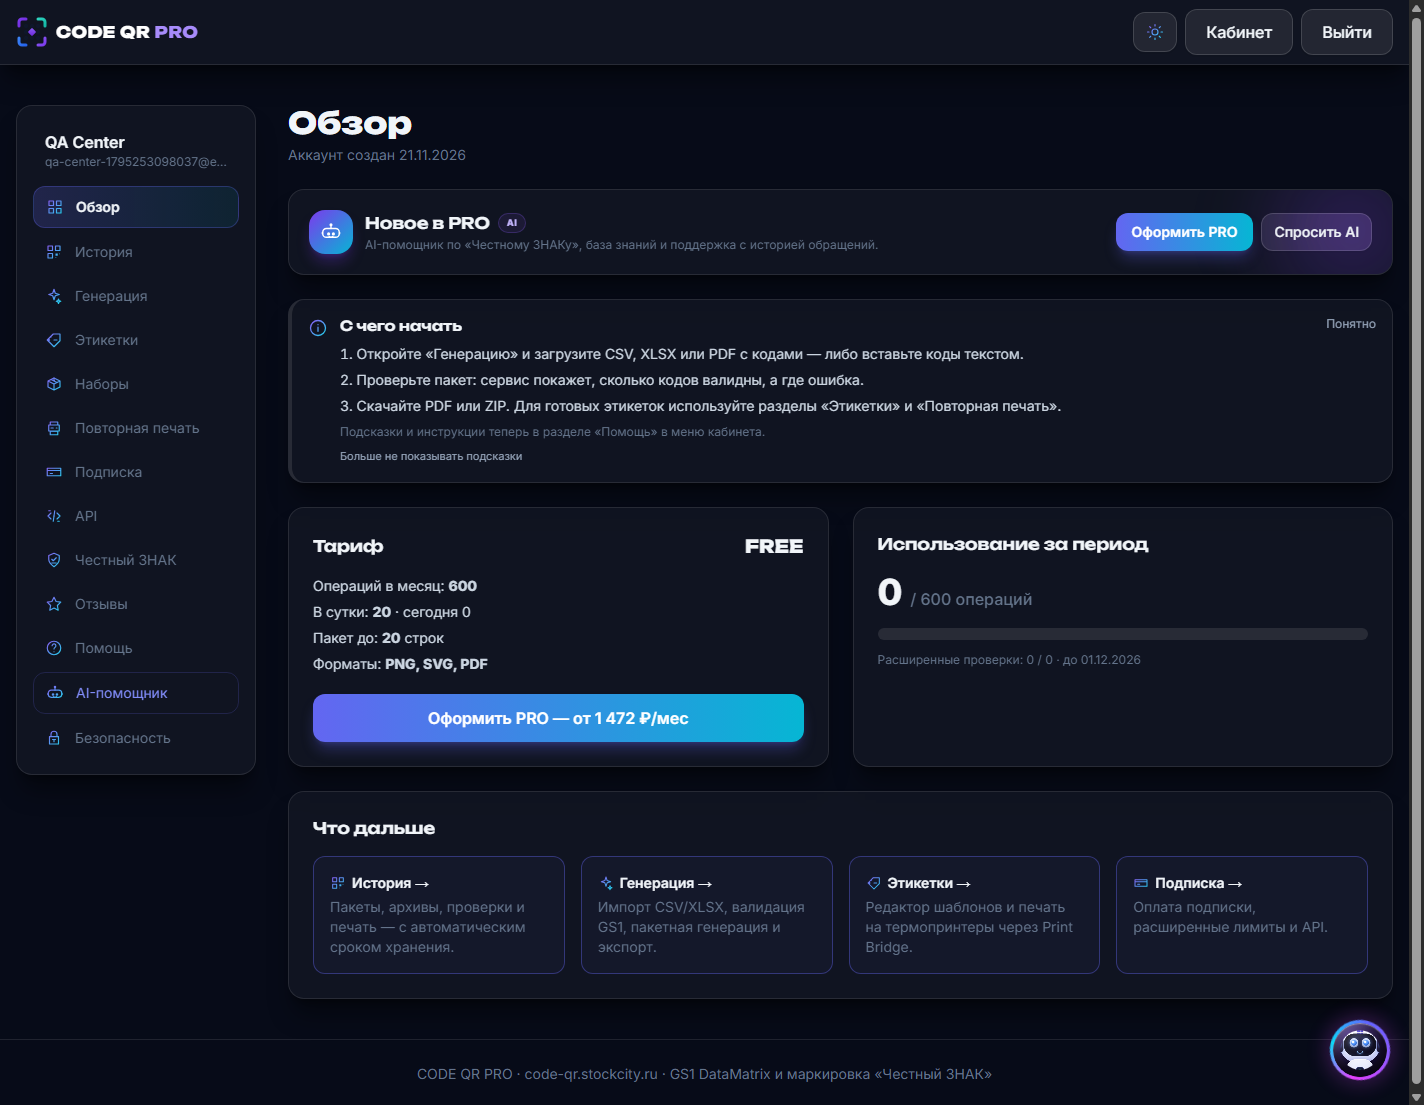 CODE QR PRO
Кабинет
Выйти
QA Center
qa-center-1795253098037@e...
Обзор
История
Генерация
Этикетки
Наборы
Повторная печать
Подписка
API
Честный ЗНАК
Отзывы
Помощь
AI-помощник
Безопасность
Обзор
Аккаунт создан 21.11.2026
Новое в PRO AI
AI-помощник по «Честному ЗНАКу», база знаний и поддержка с историей обращений.
Оформить PRO
Спросить AI
С чего начать
Понятно
1. Откройте «Генерацию» и загрузите CSV, XLSX или PDF с кодами — либо вставьте коды текстом.
2. Проверьте пакет: сервис покажет, сколько кодов валидны, а где ошибка.
3. Скачайте PDF или ZIP. Для готовых этикеток используйте разделы «Этикетки» и «Повторная печать».
Подсказки и инструкции теперь в разделе «Помощь» в меню кабинета.
Больше не показывать подсказки
Тариф
FREE
Операций в месяц: 600
В сутки: 20 · сегодня 0
Пакет до: 20 строк
Форматы: PNG, SVG, PDF
Оформить PRO — от 1 472 ₽/мес
Использование за период
0 / 600 операций
Расширенные проверки: 0 / 0 · до 01.12.2026
Что дальше
История →
Пакеты, архивы, проверки и
печать — с автоматическим
сроком хранения.
Генерация →
Импорт CSV/XLSX, валидация
GS1, пакетная генерация и
экспорт.
Этикетки →
Редактор шаблонов и печать
на термопринтеры через Print
Bridge.
Подписка →
Оплата подписки,
расширенные лимиты и API.
CODE QR PRO · code-qr.stockcity.ru · GS1 DataMatrix и маркировка «Честный ЗНАК»